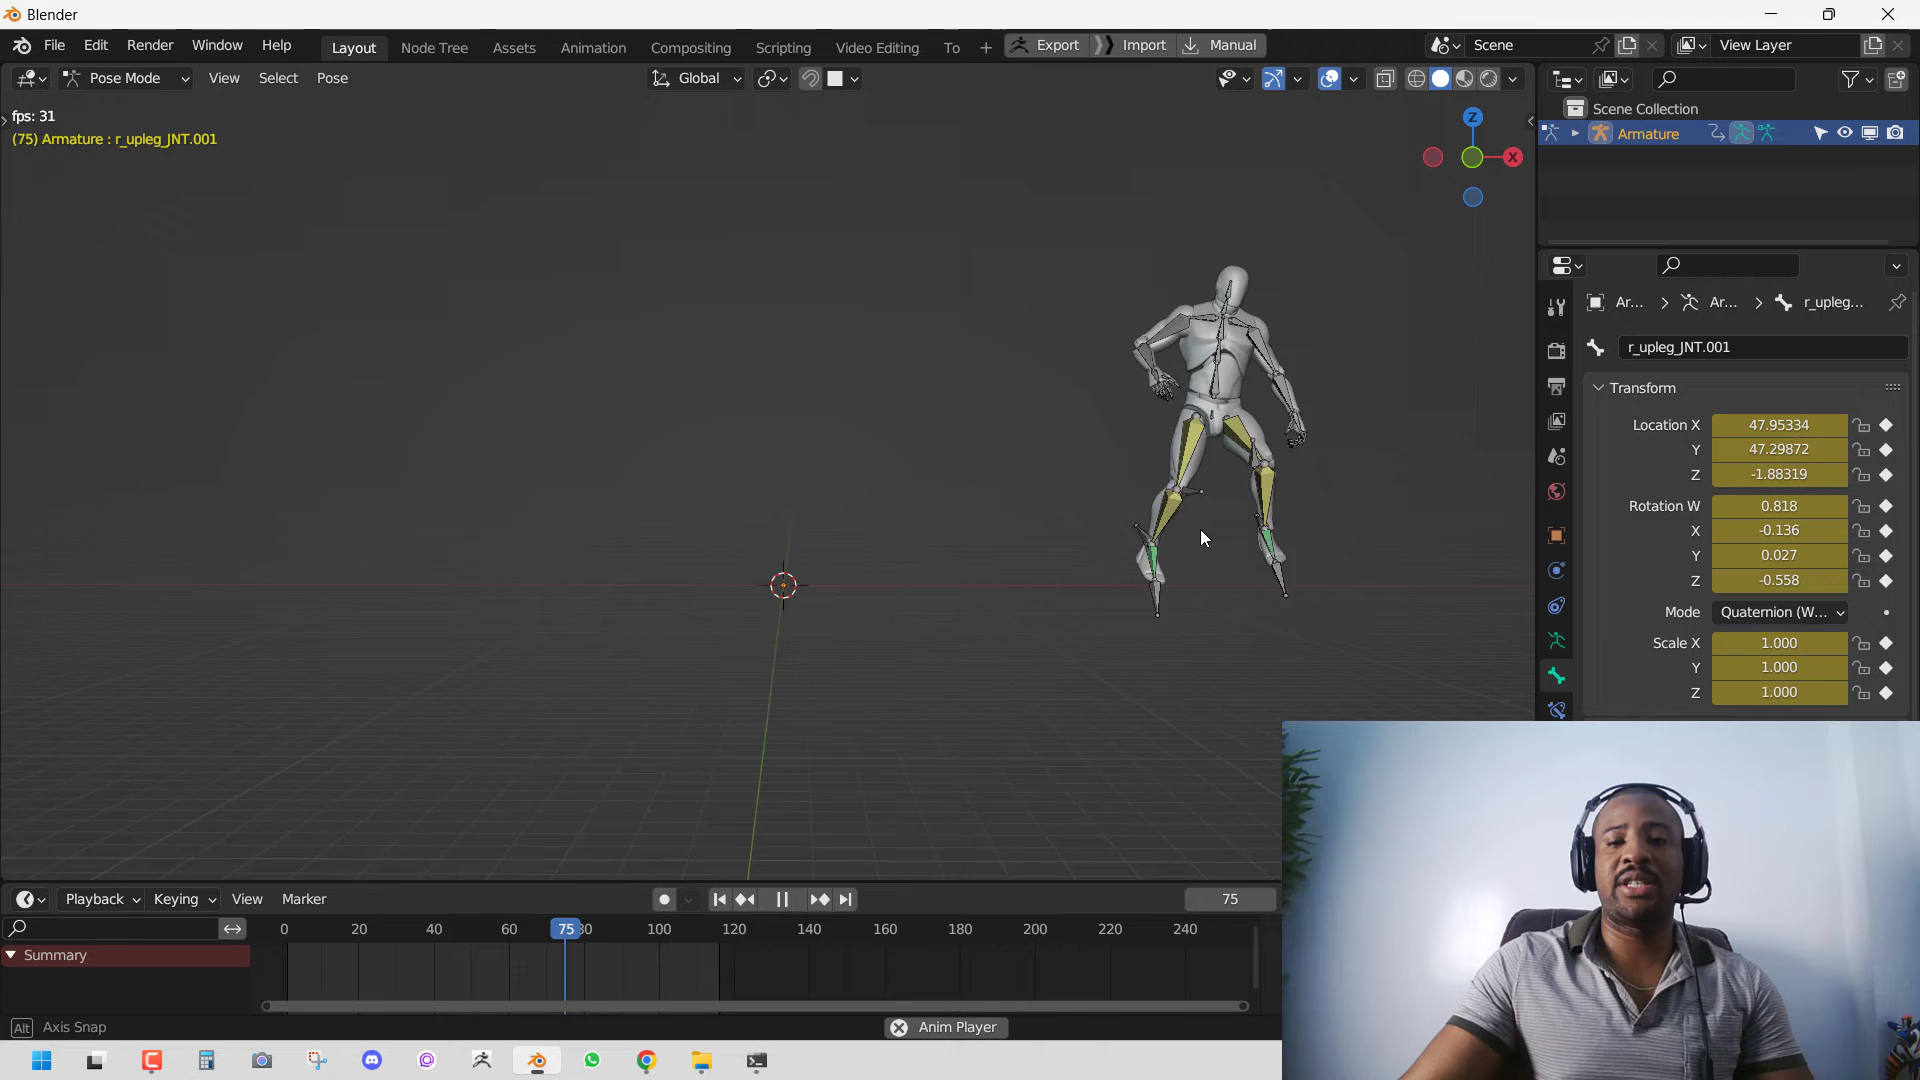 Blender
File Edit Render Window Help
Layout Node Tree Assets Animation Compositing Scripting Video Editing To + Export Import Manual
Scene View Layer
Pose Mode View Select Pose Global
fps: 31
(75) Armature : r_upleg_JNT.001
Z
X
Scene Collection
Armature
Ar... > Ar... > r_upleg...
r_upleg_JNT.001
Transform
Location X 47.95334
Y 47.29872
Z -1.88319
Rotation W 0.818
X -0.136
Y 0.027
Z -0.558
Mode Quaternion (W...
Scale X 1.000
Y 1.000
Z 1.000
Playback Keying View Marker 75
0 20 40 60 75 80 100 120 140 160 180 200 220 240
Summary
Alt Axis Snap Anim Player